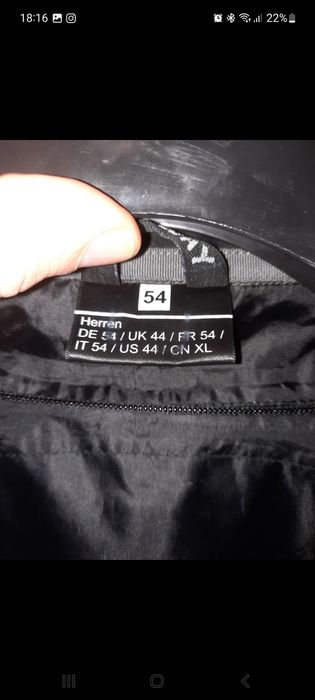 18:16
22%
54
Herren
DE 54 / UK 44 / FR 54 /
IT 54 / US 44 / CN XL